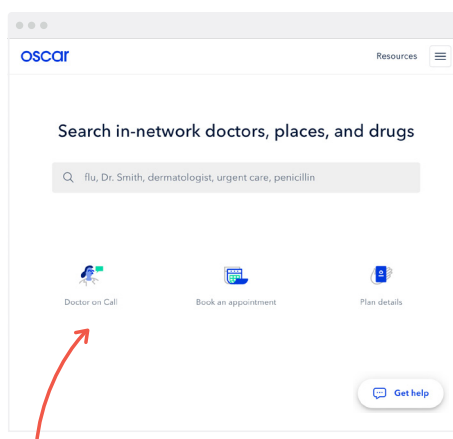 oscar
Resources
Search in-network doctors, places, and drugs
flu, Dr. Smith, dermatologist, urgent care, penicillin
Doctor on Call
Book an appointment
Plan details
Get help